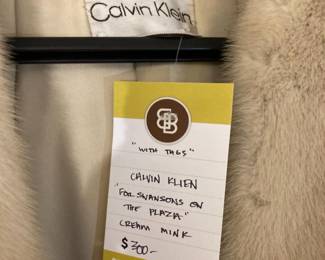 Calvin Klein
"WITH TAGS"
CALVIN KLIEN
"FOR SWANSONS ON
THE PLAZA"
CREAM MINK
$300-